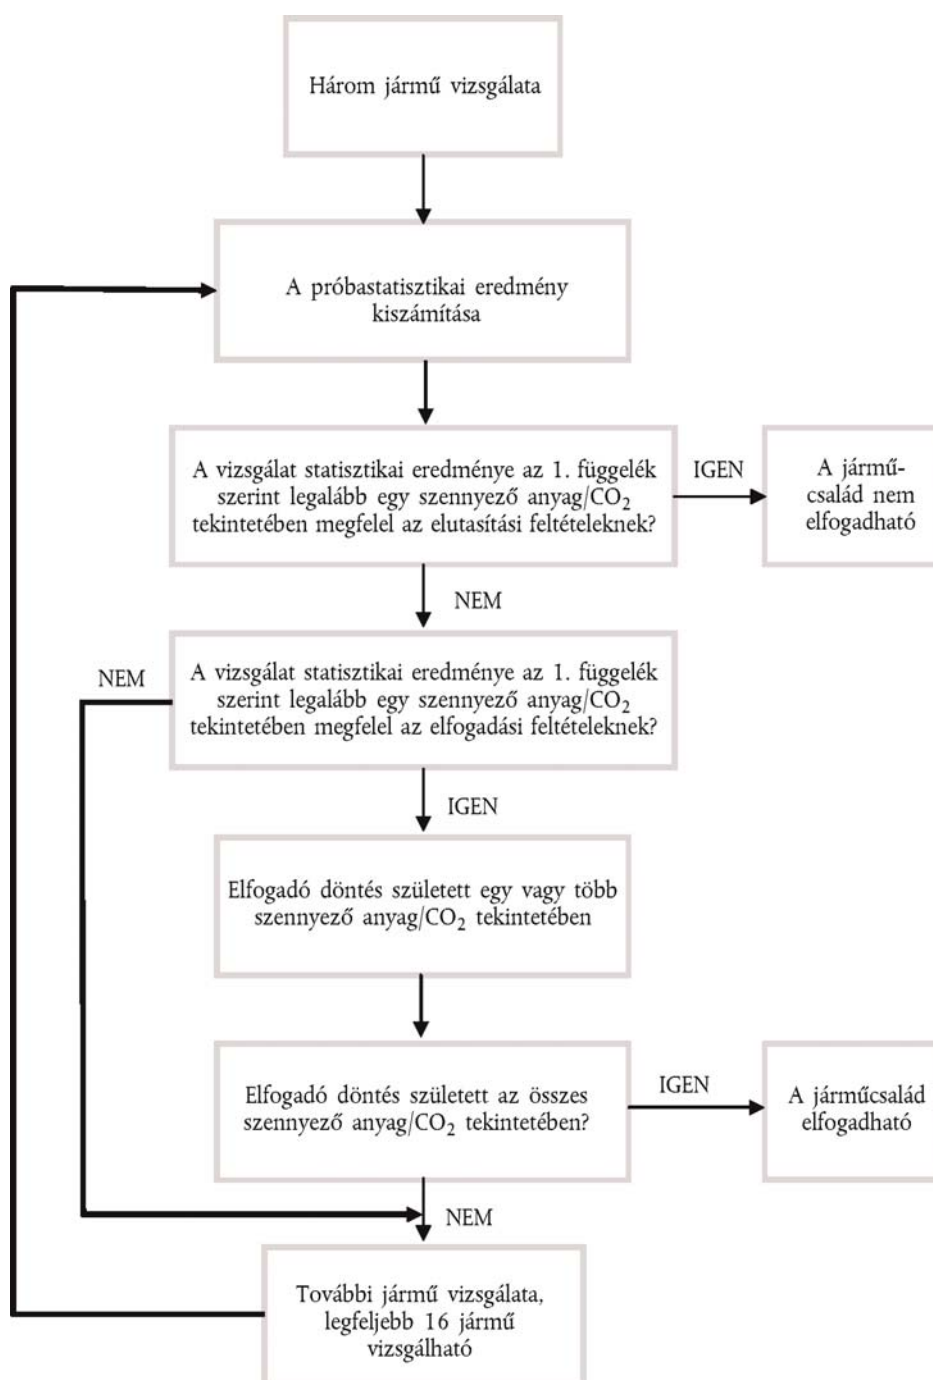 Három jármű vizsgálata
A próbastatisztikai eredmény
kiszámítása
A vizsgálat statisztikai eredménye az 1. függelék
szerint legalább egy szennyező anyag/CO₂
tekintetében megfelel az elutasítási feltételeknek?
IGEN
A jármű-
család nem
elfogadható
NEM
NEM
A vizsgálat statisztikai eredménye az 1. függelék
szerint legalább egy szennyező anyag/CO₂
tekintetében megfelel az elfogadási feltételeknek?
IGEN
Elfogadó döntés született egy vagy több
szennyező anyag/CO₂ tekintetében
Elfogadó döntés született az összes
szennyező anyag/CO₂ tekintetében?
IGEN
A járműcsalád
elfogadható
NEM
További jármű vizsgálata,
legfeljebb 16 jármű
vizsgálható